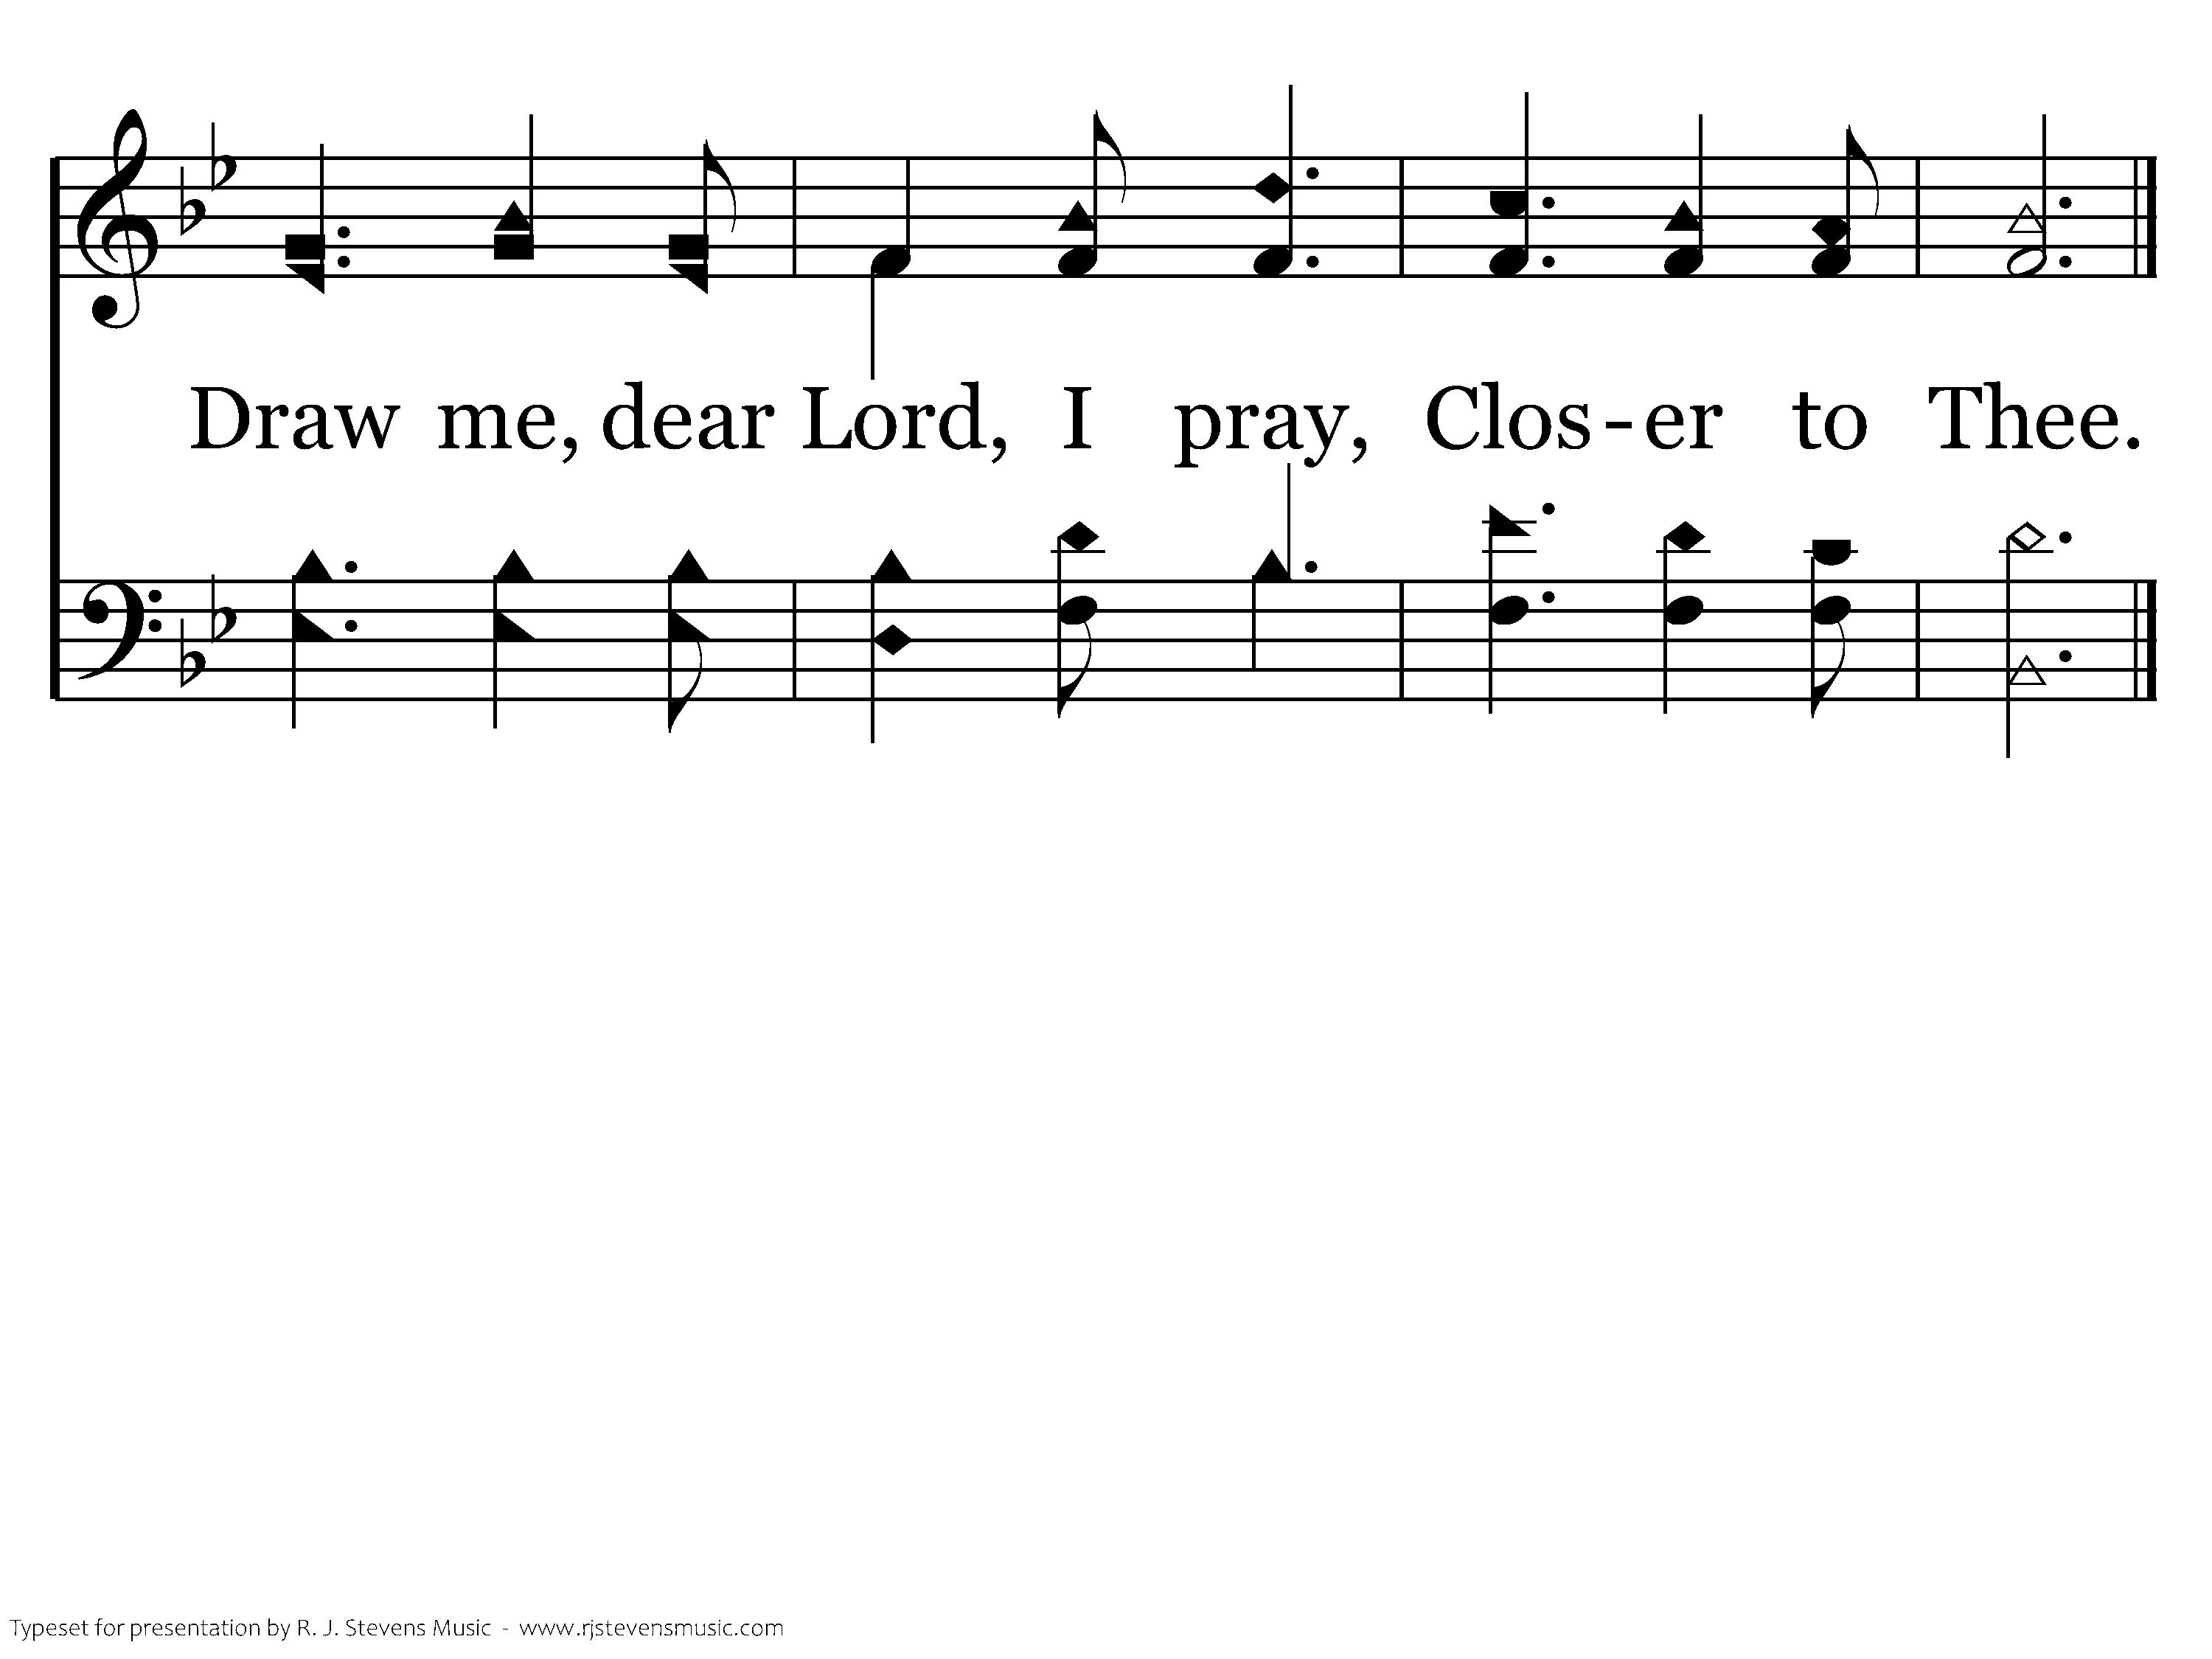 Draw me, dear Lord, I pray, Clos-er to Thee.
Typeset for presentation by R. J. Stevens Music - www.rjstevensmusic.com